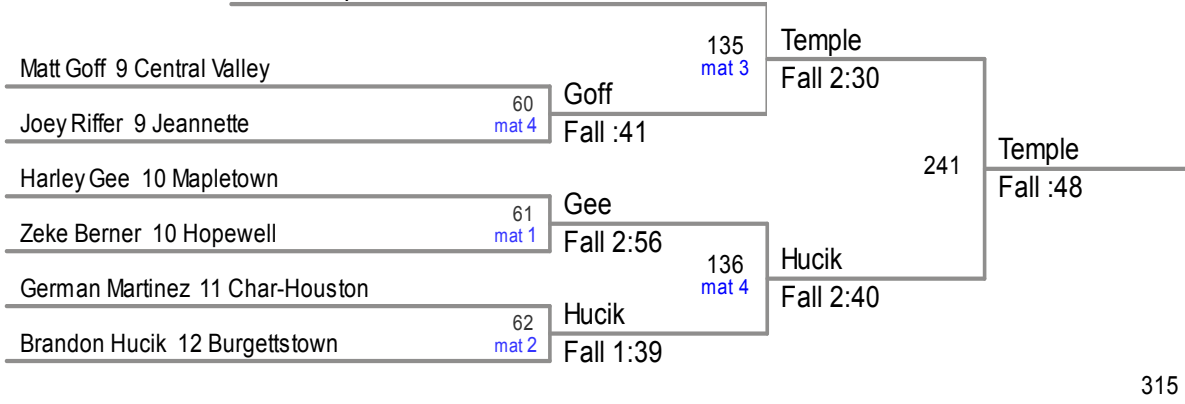 135
mat 3
Temple
Fall 2:30
Matt Goff 9 Central Valley
60
mat 4
Goff
Fall :41
Joey Riffer 9 Jeannette
241
Temple
Fall :48
Harley Gee 10 Mapletown
61
mat 1
Gee
Fall 2:56
Zeke Berner 10 Hopewell
136
mat 4
Hucik
Fall 2:40
German Martinez 11 Char-Houston
62
mat 2
Hucik
Fall 1:39
Brandon Hucik 12 Burgettstown
315